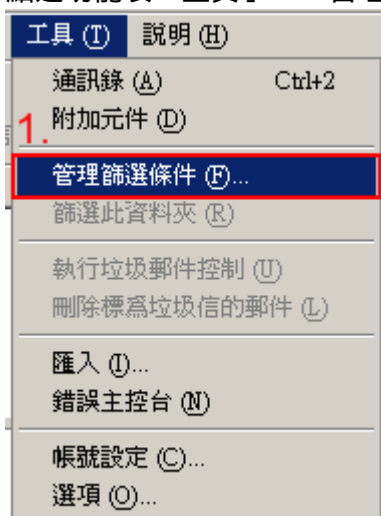 工具 (T) 說明 (H)
通訊錄 (A) Ctrl+2
附加元件 (D)
1.
管理篩選條件 (F)...
篩選此資料夾 (R)
執行垃圾郵件控制 (U)
刪除標為垃圾信的郵件 (L)
匯入 (I)...
錯誤主控台 (N)
帳號設定 (C)...
選項 (O)...